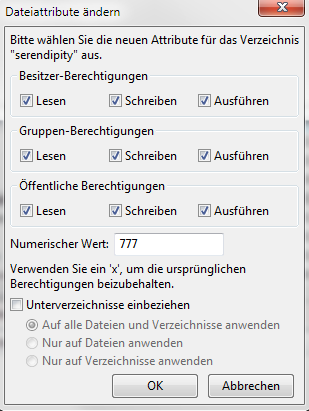 Dateiattribute ändern
Bitte wählen Sie die neuen Attribute für das Verzeichnis
"serendipity" aus.
Besitzer-Berechtigungen
Lesen Schreiben Ausführen
Gruppen-Berechtigungen
Lesen Schreiben Ausführen
Öffentliche Berechtigungen
Lesen Schreiben Ausführen
Numerischer Wert: 777
Verwenden Sie ein 'x', um die ursprünglichen
Berechtigungen beizubehalten.
Unterverzeichnisse einbeziehen
Auf alle Dateien und Verzeichnisse anwenden
Nur auf Dateien anwenden
Nur auf Verzeichnisse anwenden
OK Abbrechen